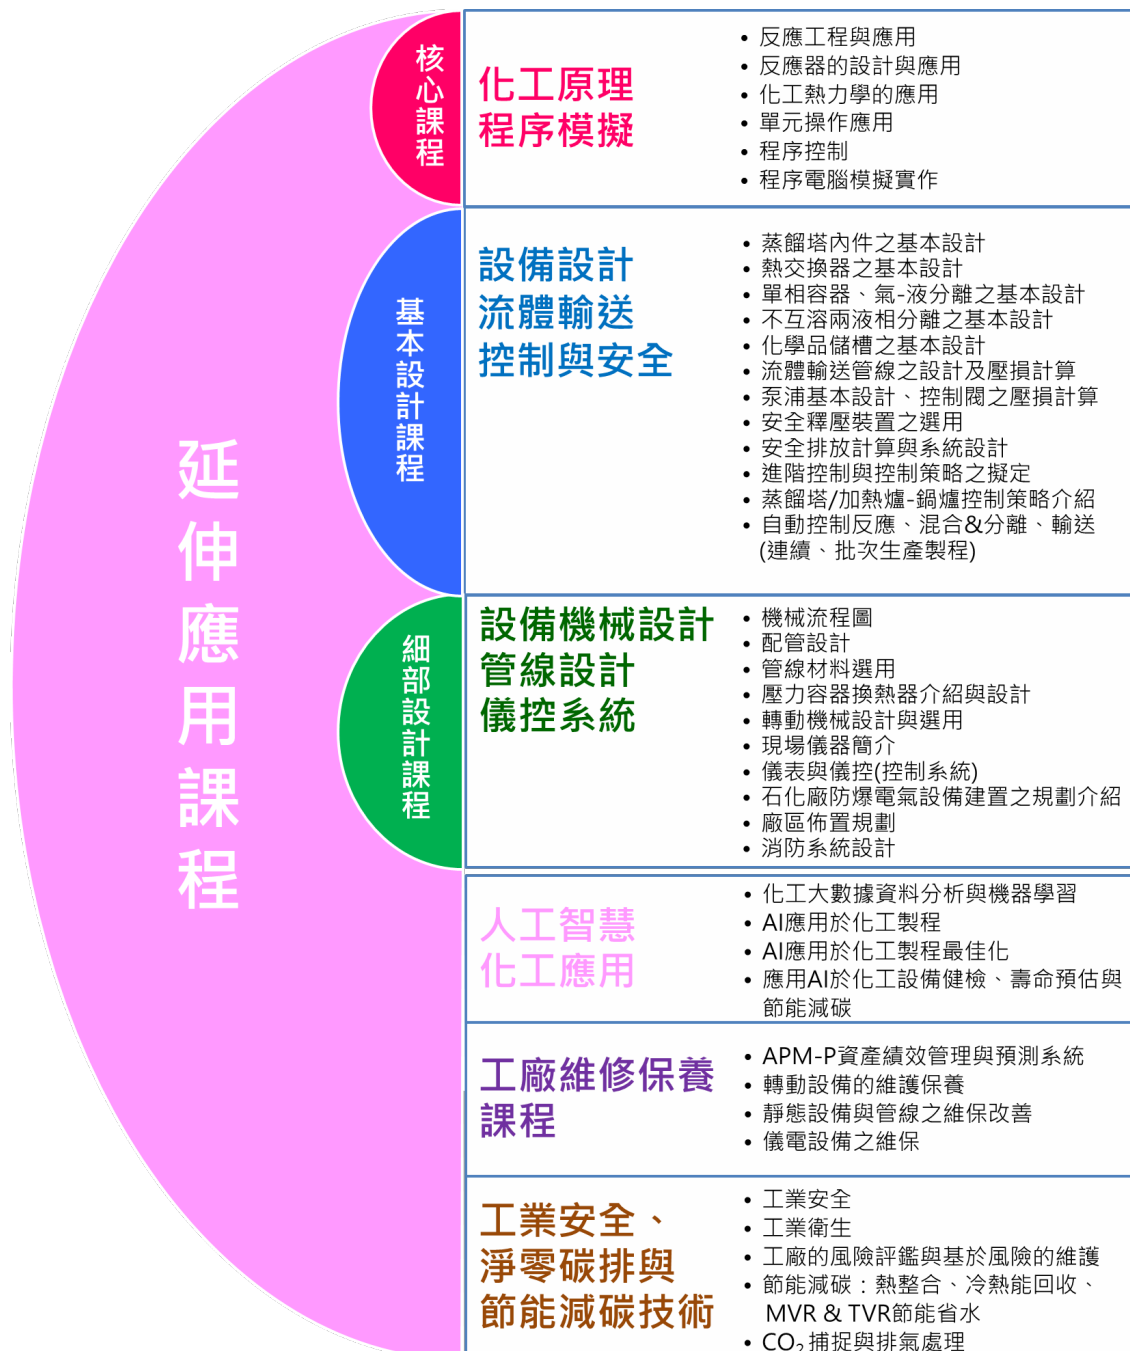 延伸應用課程
核心課程
化工原理
程序模擬
• 反應工程與應用
• 反應器的設計與應用
• 化工熱力學的應用
• 單元操作應用
• 程序控制
• 程序電腦模擬實作
基本設計課程
設備設計
流體輸送
控制與安全
• 蒸餾塔內件之基本設計
• 熱交換器之基本設計
• 單相容器、氣-液分離之基本設計
• 不互溶兩液相分離之基本設計
• 化學品儲槽之基本設計
• 流體輸送管線之設計及壓損計算
• 泵浦基本設計、控制閥之壓損計算
• 安全釋壓裝置之選用
• 安全排放計算與系統設計
• 進階控制與控制策略之擬定
• 蒸餾塔/加熱爐-鍋爐控制策略介紹
• 自動控制反應、混合&分離、輸送
(連續、批次生產製程)
細部設計課程
設備機械設計
管線設計
儀控系統
• 機械流程圖
• 配管設計
• 管線材料選用
• 壓力容器換熱器介紹與設計
• 轉動機械設計與選用
• 現場儀器簡介
• 儀表與儀控(控制系統)
• 石化廠防爆電氣設備建置之規劃介紹
• 廠區佈置規劃
• 消防系統設計
人工智慧
化工應用
• 化工大數據資料分析與機器學習
• AI應用於化工製程
• AI應用於化工製程最佳化
• 應用AI於化工設備健檢、壽命預估與
節能減碳
工廠維修保養
課程
• APM-P資產績效管理與預測系統
• 轉動設備的維護保養
• 靜態設備與管線之維保改善
• 儀電設備之維保
工業安全、
淨零碳排與
節能減碳技術
• 工業安全
• 工業衛生
• 工廠的風險評鑑與基於風險的維護
• 節能減碳：熱整合、冷熱能回收、
MVR & TVR節能省水
• CO₂ 捕捉與排氣處理